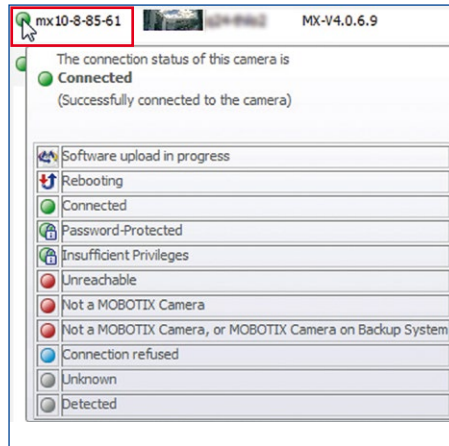 mx10-8-85-61 MX-V4.0.6.9
The connection status of this camera is
Connected
(Successfully connected to the camera)
Software upload in progress
Rebooting
Connected
Password-Protected
Insufficient Privileges
Unreachable
Not a MOBOTIX Camera
Not a MOBOTIX Camera, or MOBOTIX Camera on Backup System
Connection refused
Unknown
Detected